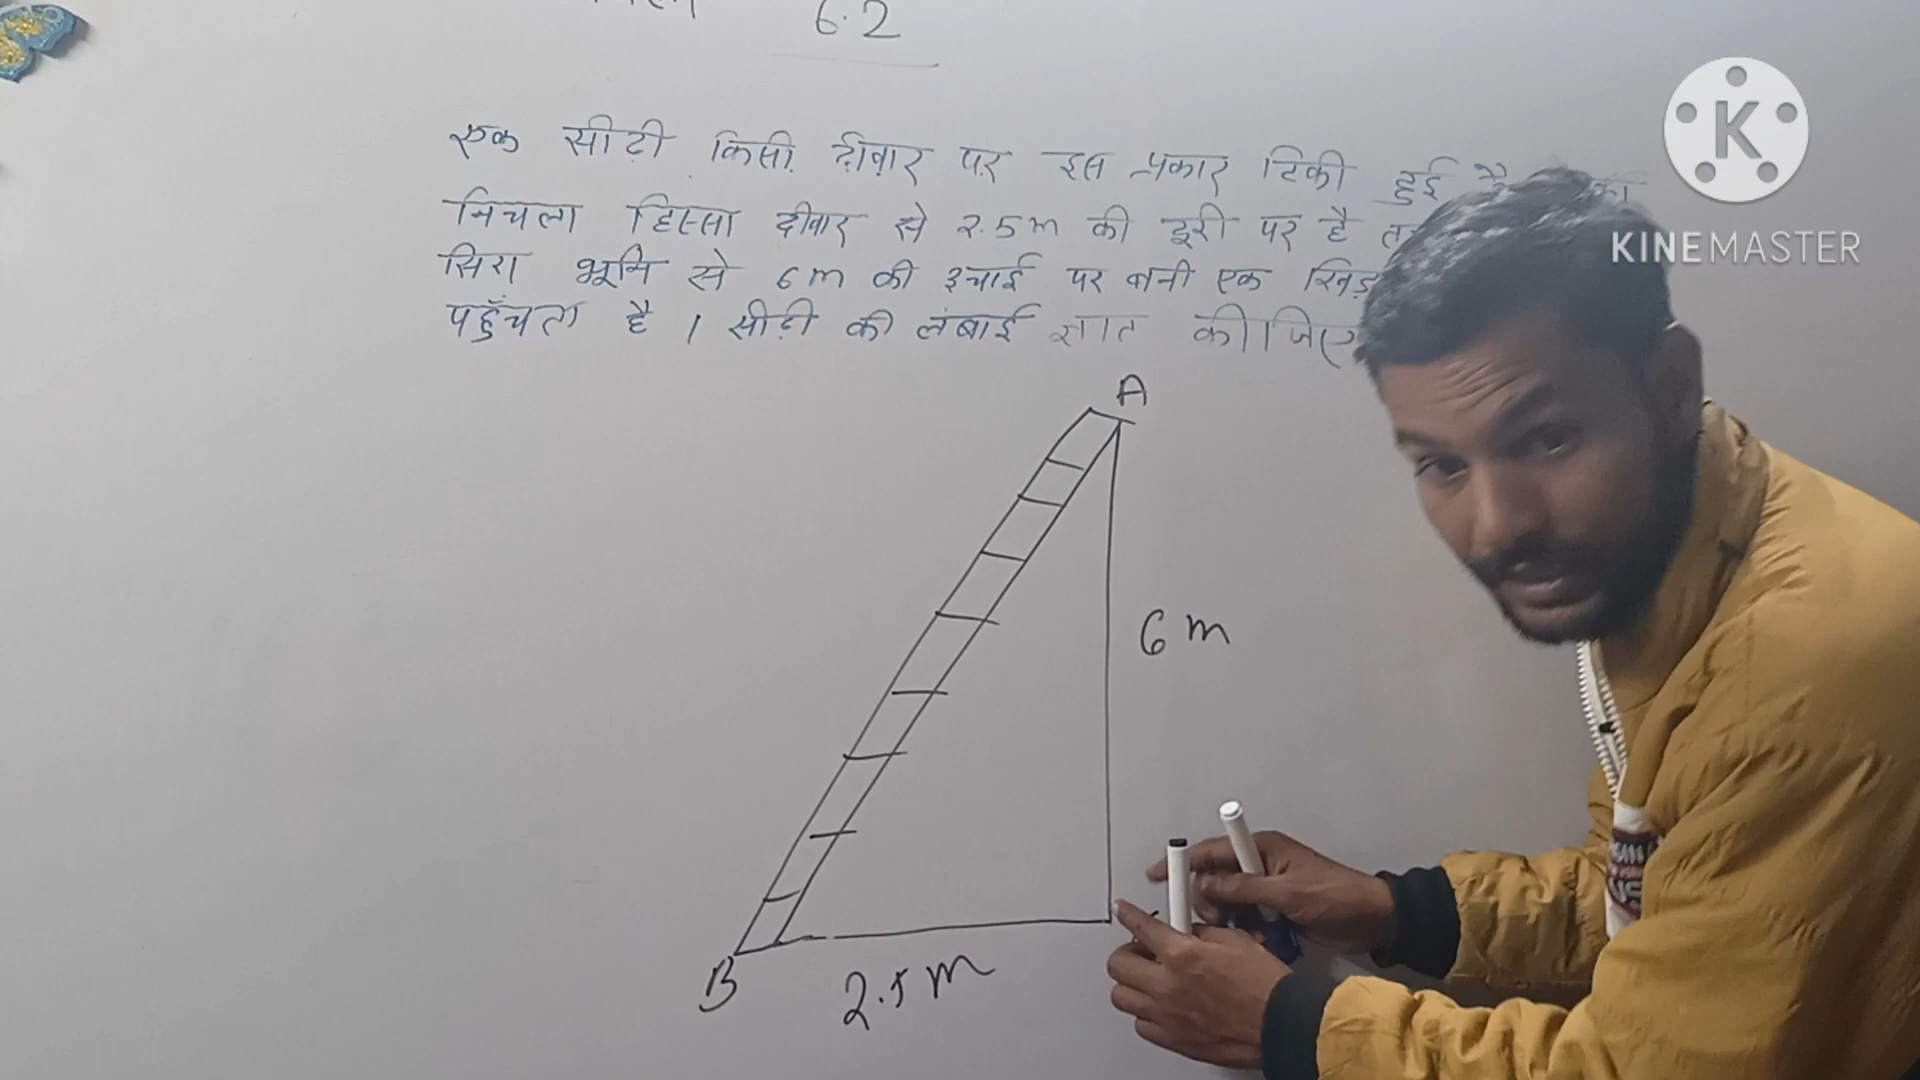 6.2
एक सीढ़ी किसी दीवार पर इस प्रकार टिकी हुई है
निचला हिस्सा दीवार से 2.5m की दूरी पर है
सिरा भूमि से 6m की ऊचाई पर बनी एक
पहुँचता है । सीढ़ी की लंबाई ज्ञात कीजिए
A
6 m
B
2.5 m
K
KINEMASTER